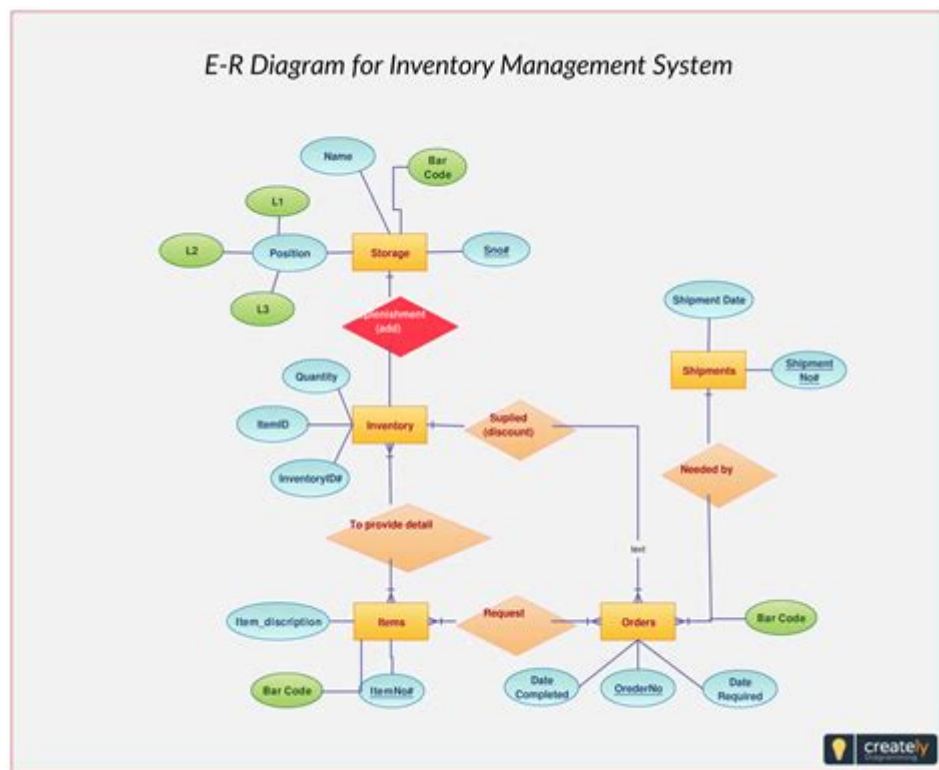 E-R Diagram for Inventory Management System
Name
Bar
Code
L1
L2
Position
Storage
Sno#
L3
plenishment
(add)
Shipment Date
Shipments
Shipment
No#
Quantity
ItemID
Inventory
InventoryID#
Suplied
(discount)
Needed by
To provide detail
text
Item_discription
Items
Request
Orders
Bar Code
Bar Code
ItemNo#
Date
Completed
OrederNo
Date
Required
creately
Diagramming